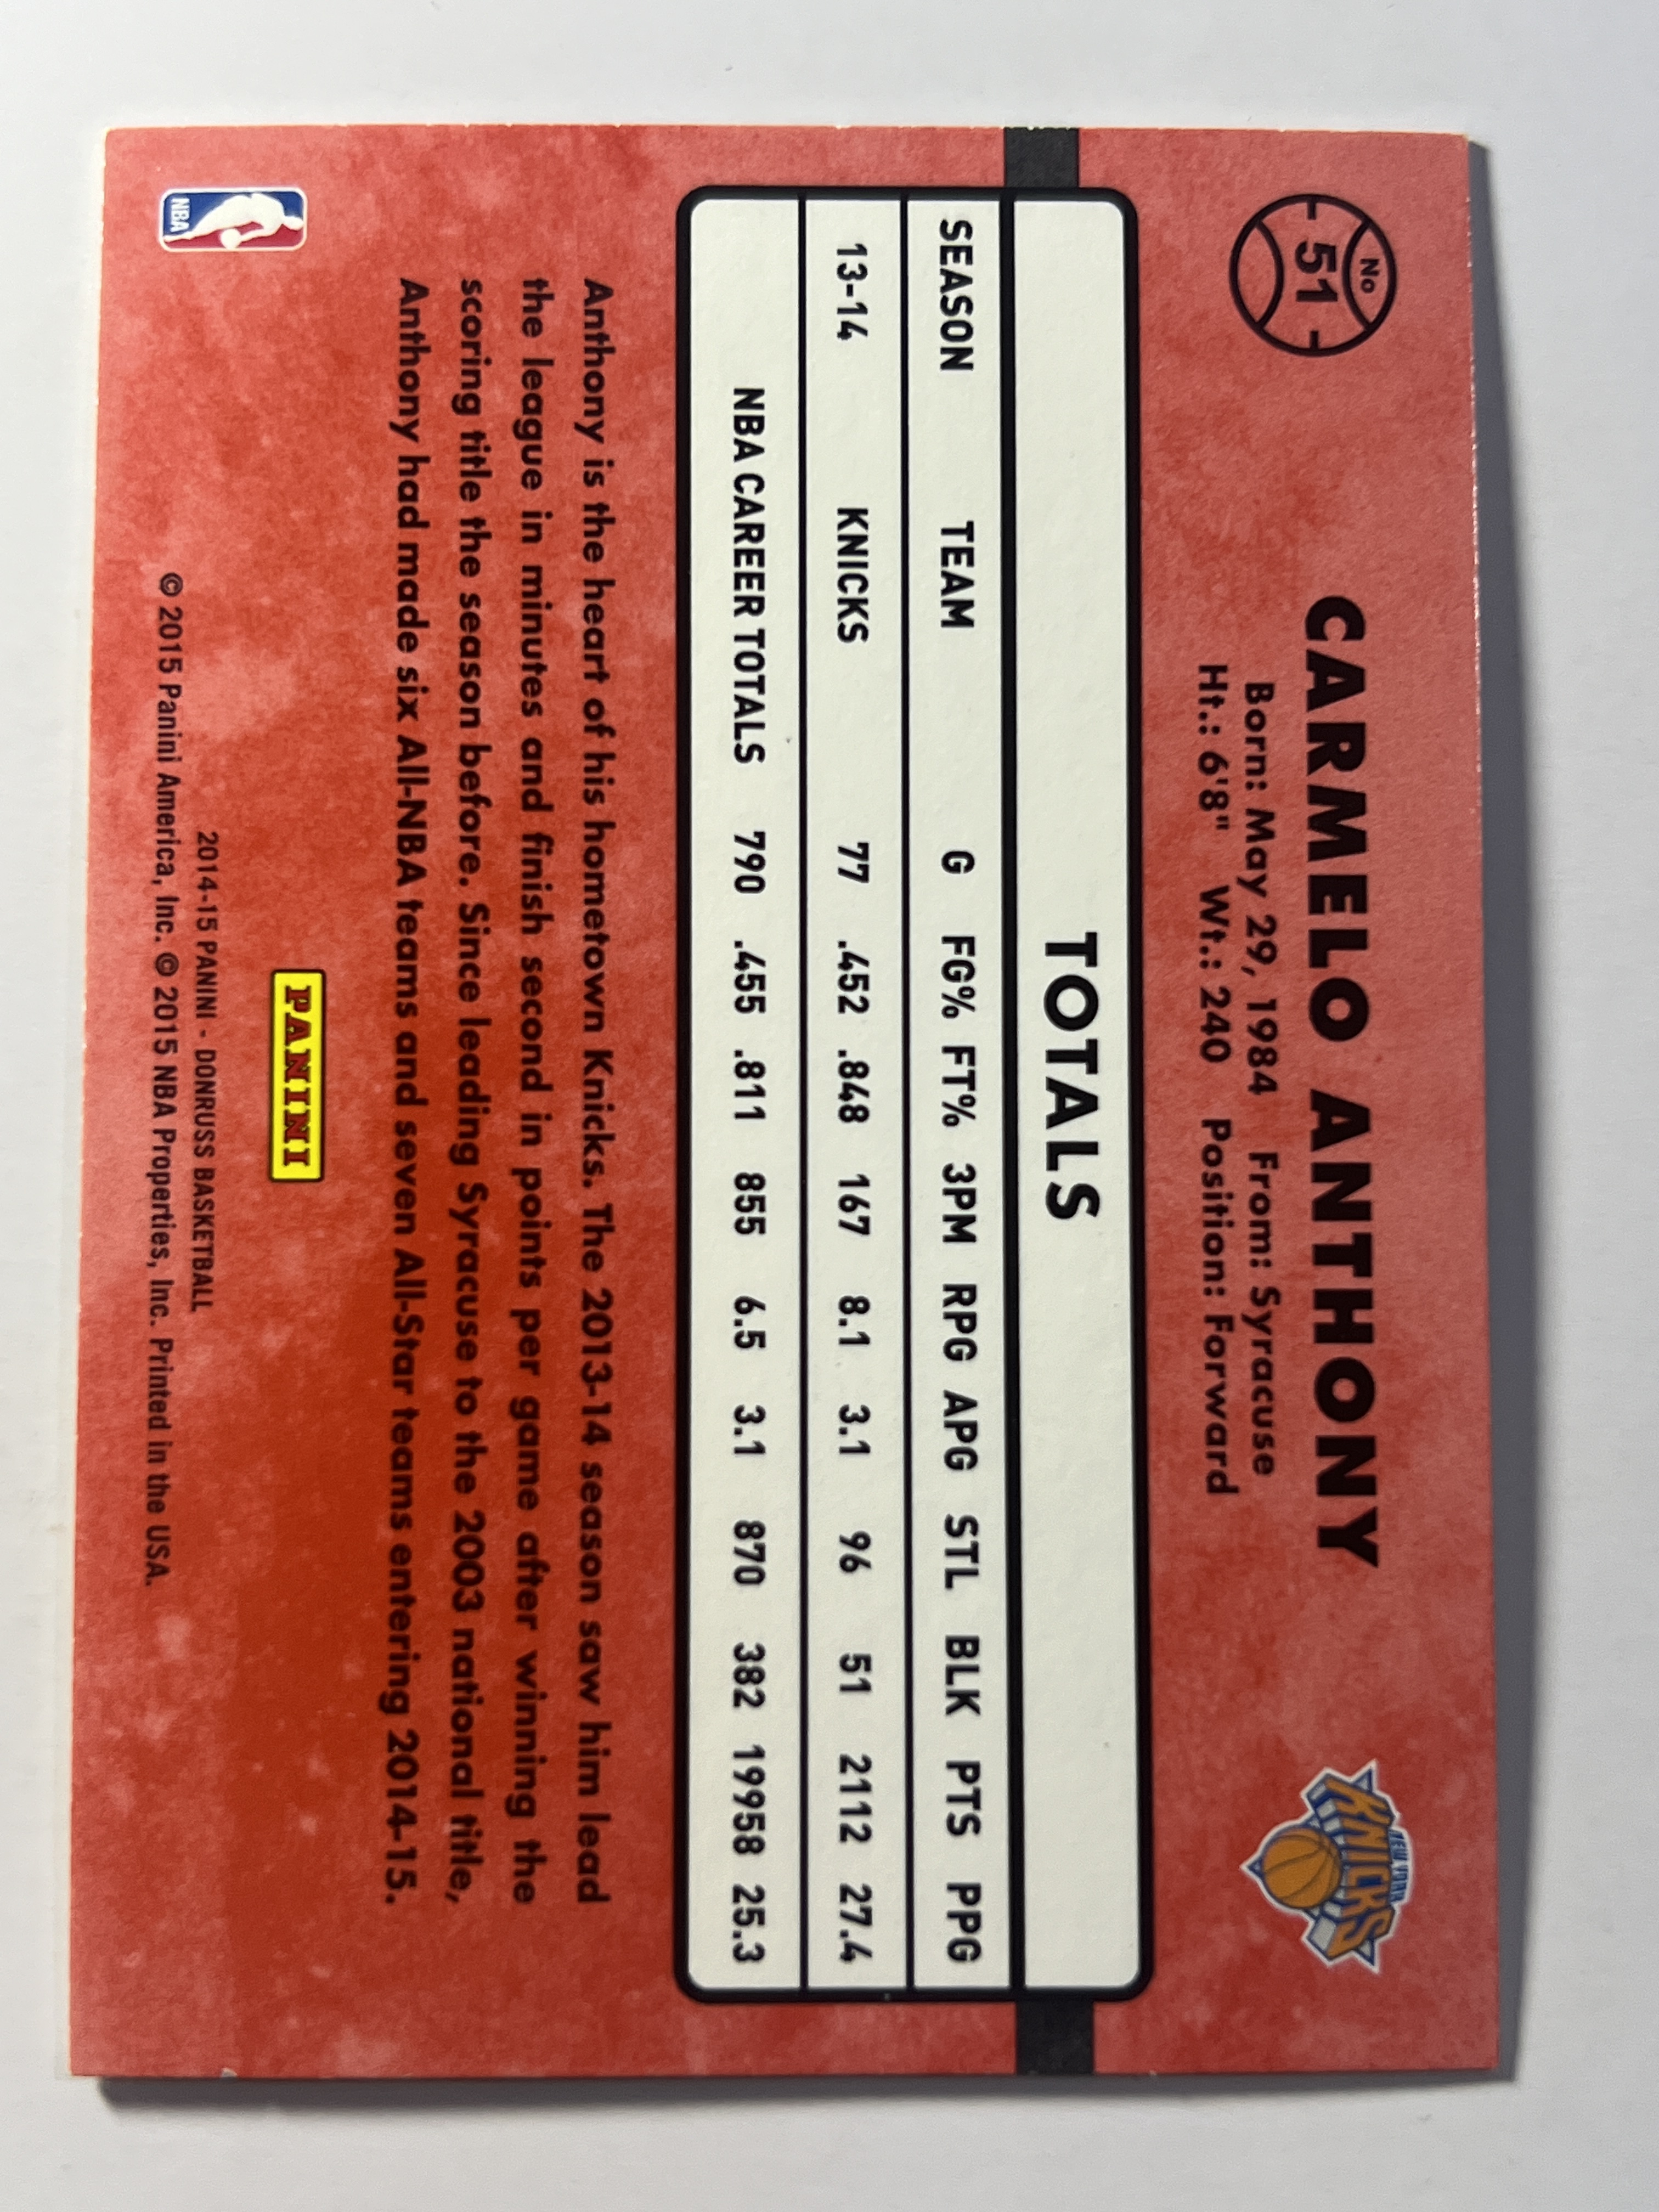 No
51
CARMELO ANTHONY
Born: May 29, 1984 From: Syracuse
Ht.: 6'8" Wt.: 240 Position: Forward
NEW YORK
KNICKS
TOTALS
SEASON TEAM G FG% FT% 3PM RPG APG STL BLK PTS PPG
13-14 KNICKS 77 .452 .848 167 8.1 3.1 96 51 2112 27.4
NBA CAREER TOTALS 790 .455 .811 855 6.5 3.1 870 382 19958 25.3
Anthony is the heart of his hometown Knicks. The 2013-14 season saw him lead
the league in minutes and finish second in points per game after winning the
scoring title the season before. Since leading Syracuse to the 2003 national title,
Anthony had made six All-NBA teams and seven All-Star teams entering 2014-15.
NBA
PANINI
2014-15 PANINI - DONRUSS BASKETBALL
© 2015 Panini America, Inc. © 2015 NBA Properties, Inc. Printed in the USA.